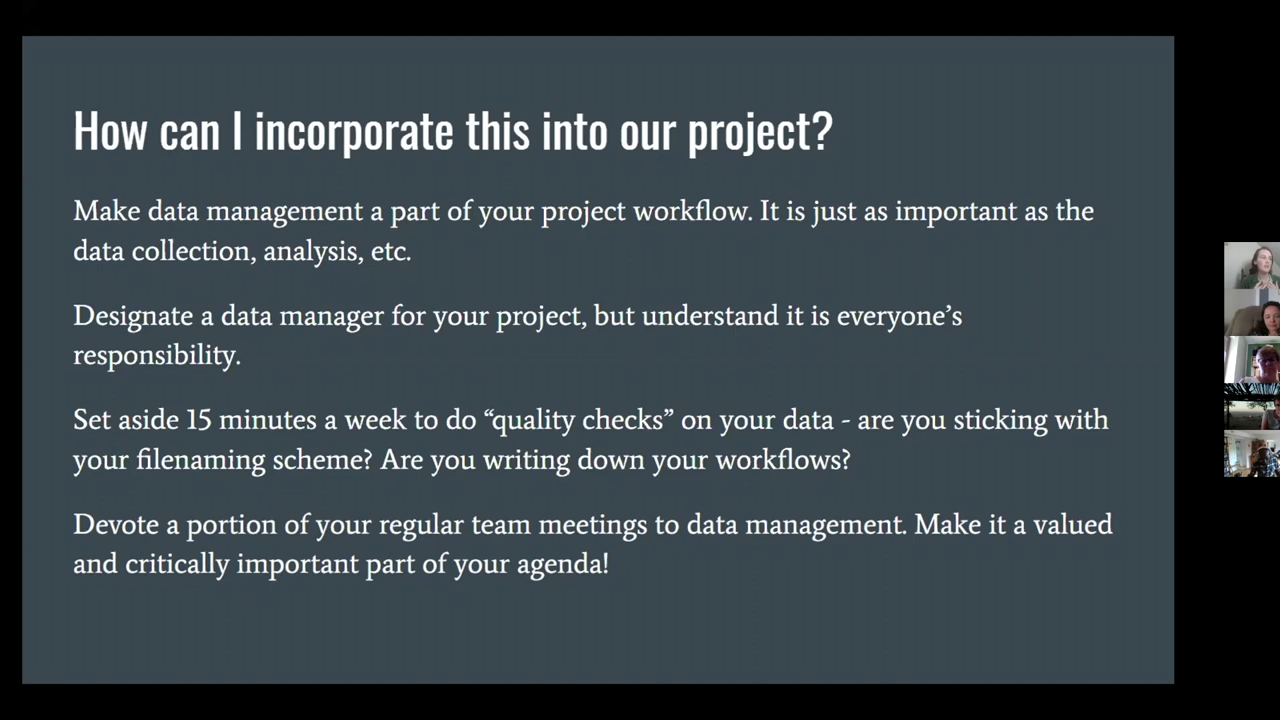 How can I incorporate this into our project?
Make data management a part of your project workflow. It is just as important as the
data collection, analysis, etc.
Designate a data manager for your project, but understand it is everyone’s
responsibility.
Set aside 15 minutes a week to do “quality checks” on your data - are you sticking with
your filenaming scheme? Are you writing down your workflows?
Devote a portion of your regular team meetings to data management. Make it a valued
and critically important part of your agenda!